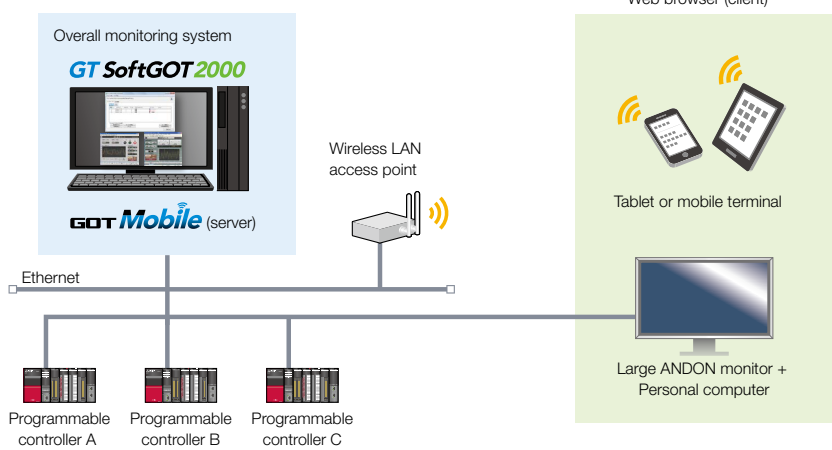 Web browser (client)
Overall monitoring system
GT SoftGOT2000
GOT Mobile (server)
Wireless LAN
access point
Tablet or mobile terminal
Ethernet
Large ANDON monitor +
Personal computer
Programmable
controller A
Programmable
controller B
Programmable
controller C